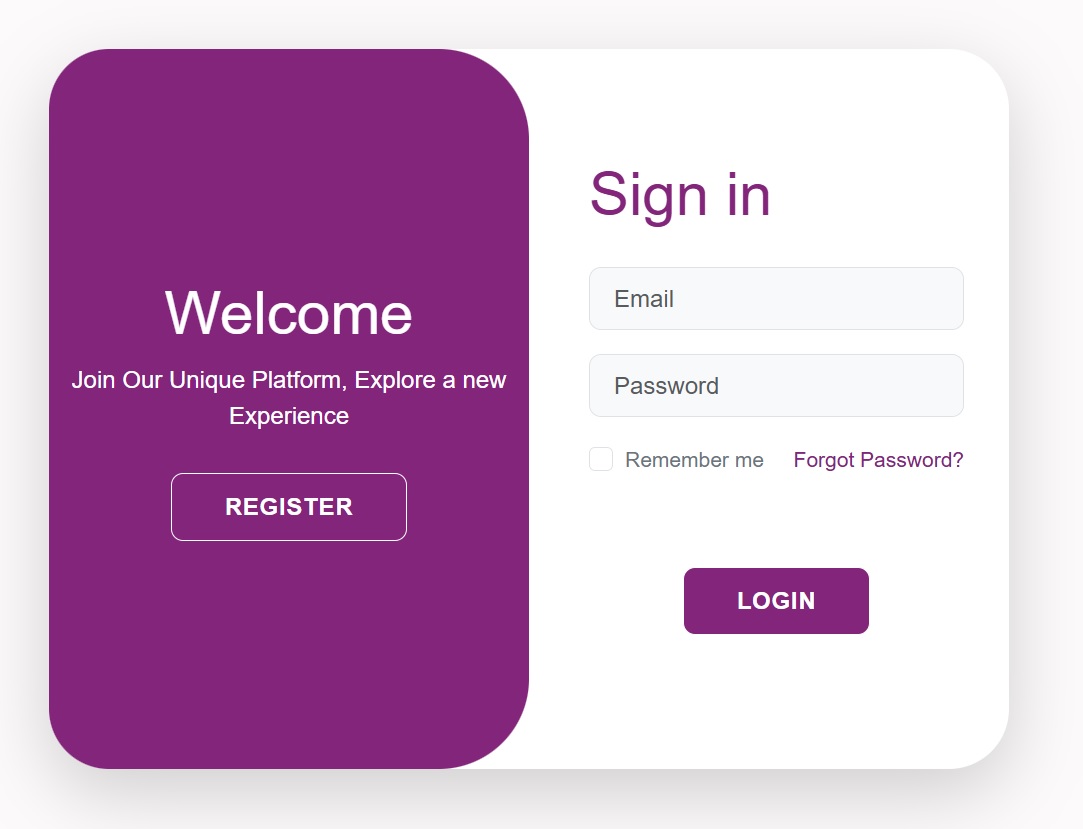 Welcome
Join Our Unique Platform, Explore a new
Experience
REGISTER
Sign in
Email
Password
Remember me
Forgot Password?
LOGIN